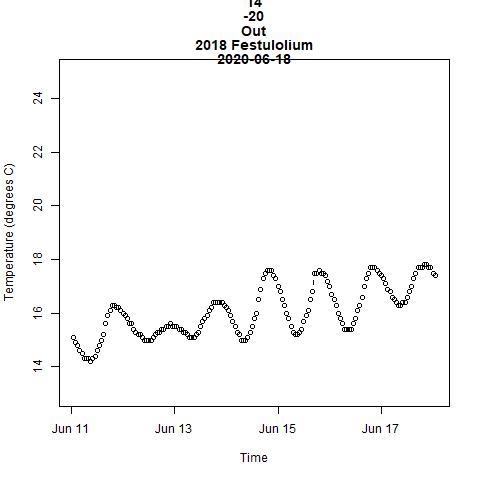 14
-20
Out
2018 Festulolium
2020-06-18
24
22
20
18
16
14
Temperature (degrees C)
Jun 11 Jun 13 Jun 15 Jun 17
Time